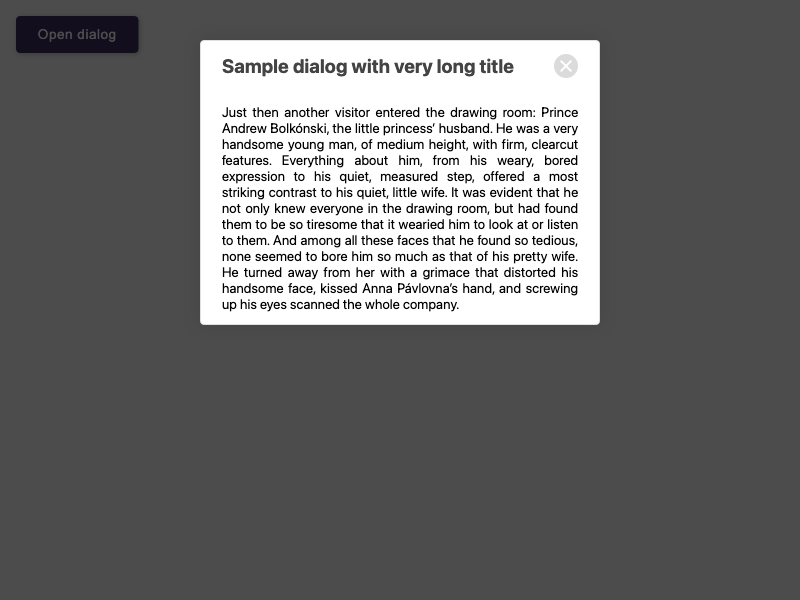 Open dialog
Sample dialog with very long title
Just then another visitor entered the drawing room: Prince
Andrew Bolkónski, the little princess’ husband. He was a very
handsome young man, of medium height, with firm, clearcut
features. Everything about him, from his weary, bored
expression to his quiet, measured step, offered a most
striking contrast to his quiet, little wife. It was evident that he
not only knew everyone in the drawing room, but had found
them to be so tiresome that it wearied him to look at or listen
to them. And among all these faces that he found so tedious,
none seemed to bore him so much as that of his pretty wife.
He turned away from her with a grimace that distorted his
handsome face, kissed Anna Pávlovna’s hand, and screwing
up his eyes scanned the whole company.